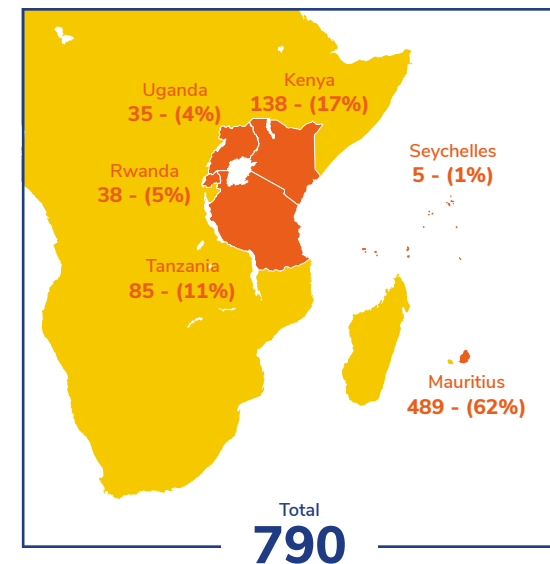 Uganda
35 - (4%)
Kenya
138 - (17%)
Rwanda
38 - (5%)
Seychelles
5 - (1%)
Tanzania
85 - (11%)
Mauritius
489 - (62%)
Total
790